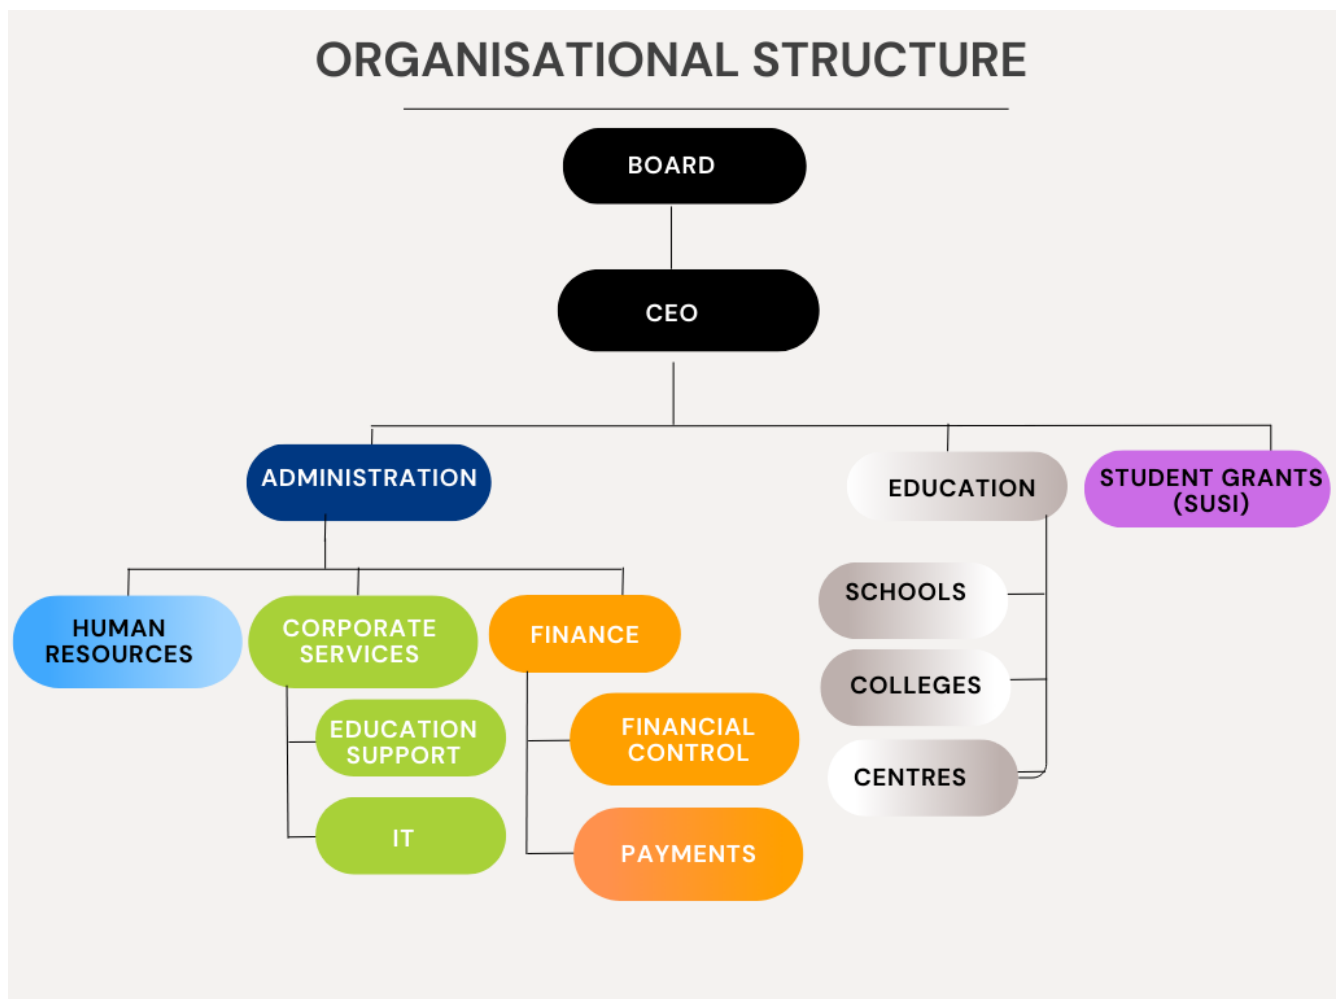 ORGANISATIONAL STRUCTURE
BOARD
CEO
ADMINISTRATION
EDUCATION
STUDENT GRANTS
(SUSI)
HUMAN
RESOURCES
CORPORATE
SERVICES
FINANCE
SCHOOLS
COLLEGES
CENTRES
EDUCATION
SUPPORT
IT
FINANCIAL
CONTROL
PAYMENTS